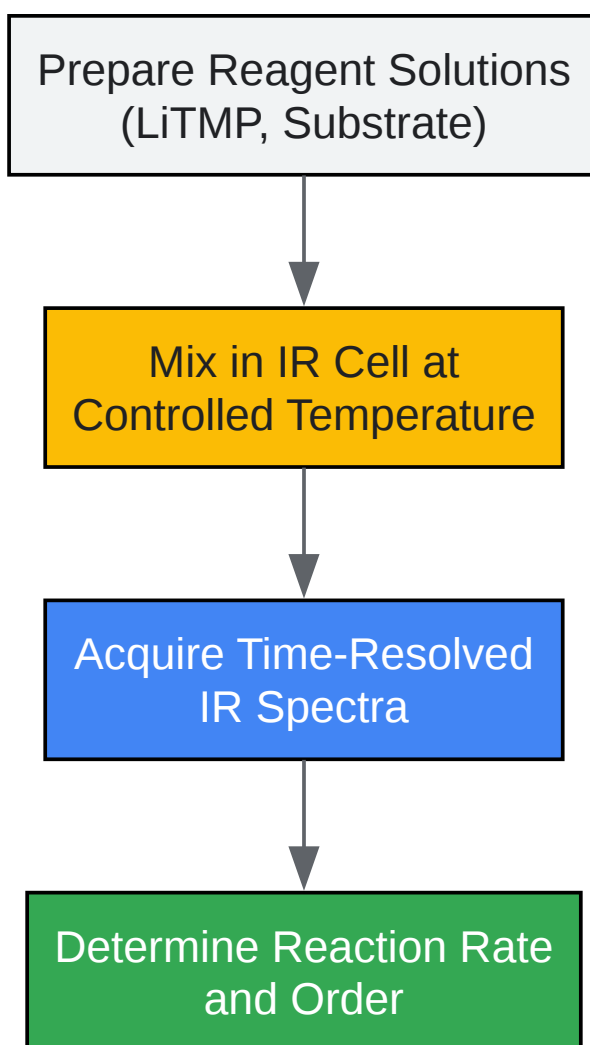 Prepare Reagent Solutions
(LiTMP, Substrate)
Mix in IR Cell at
Controlled Temperature
Acquire Time-Resolved
IR Spectra
Determine Reaction Rate
and Order